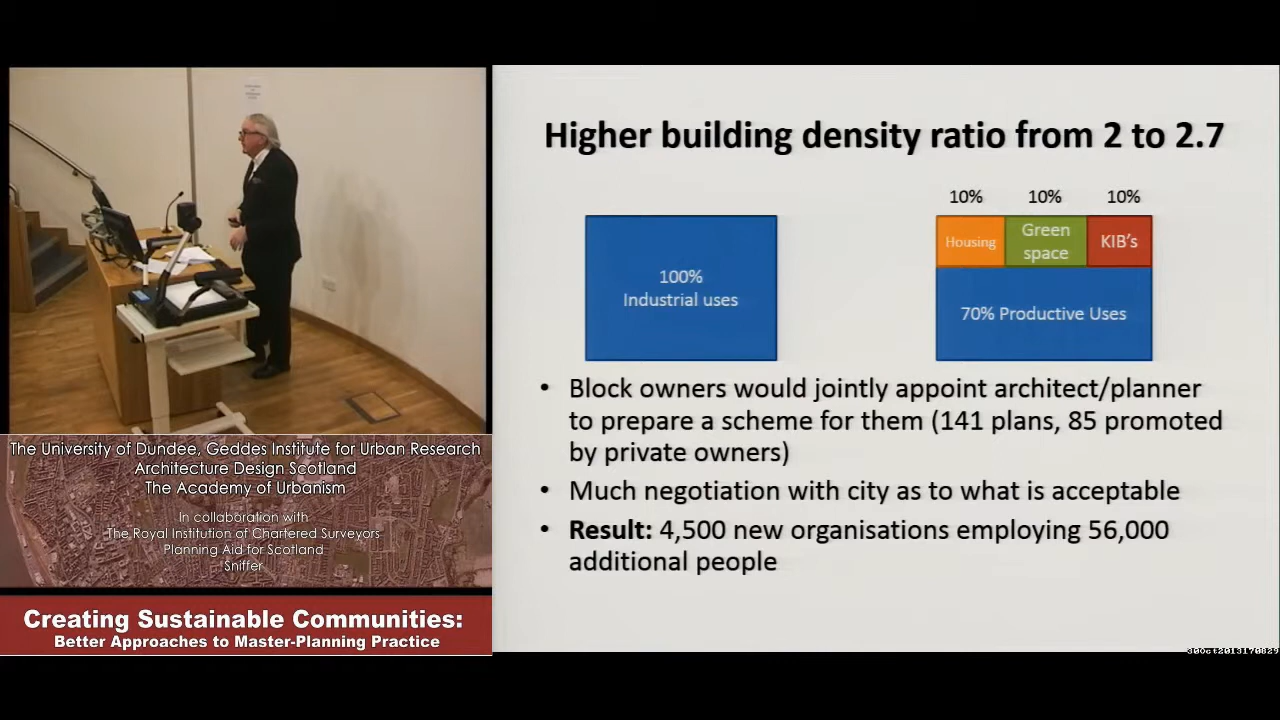 Higher building density ratio from 2 to 2.7
10%
10%
10%
100%
Industrial uses
Housing
Green
space
KIB's
70% Productive Uses
• Block owners would jointly appoint architect/planner
to prepare a scheme for them (141 plans, 85 promoted
by private owners)
• Much negotiation with city as to what is acceptable
• Result: 4,500 new organisations employing 56,000
additional people
The University of Dundee, Geddes Institute for Urban Research
Architecture Design Scotland
The Academy of Urbanism
In collaboration with
The Royal Institution of Chartered Surveyors
Planning Aid for Scotland
Sniffer
Creating Sustainable Communities:
Better Approaches to Master-Planning Practice